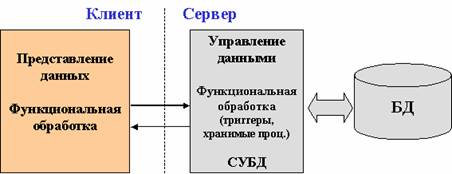 Клиент
Сервер
Представление
данных
Функциональная
обработка
Управление
данными
Функциональная
обработка
(триггеры,
хранимые проц.)
СУБД
БД